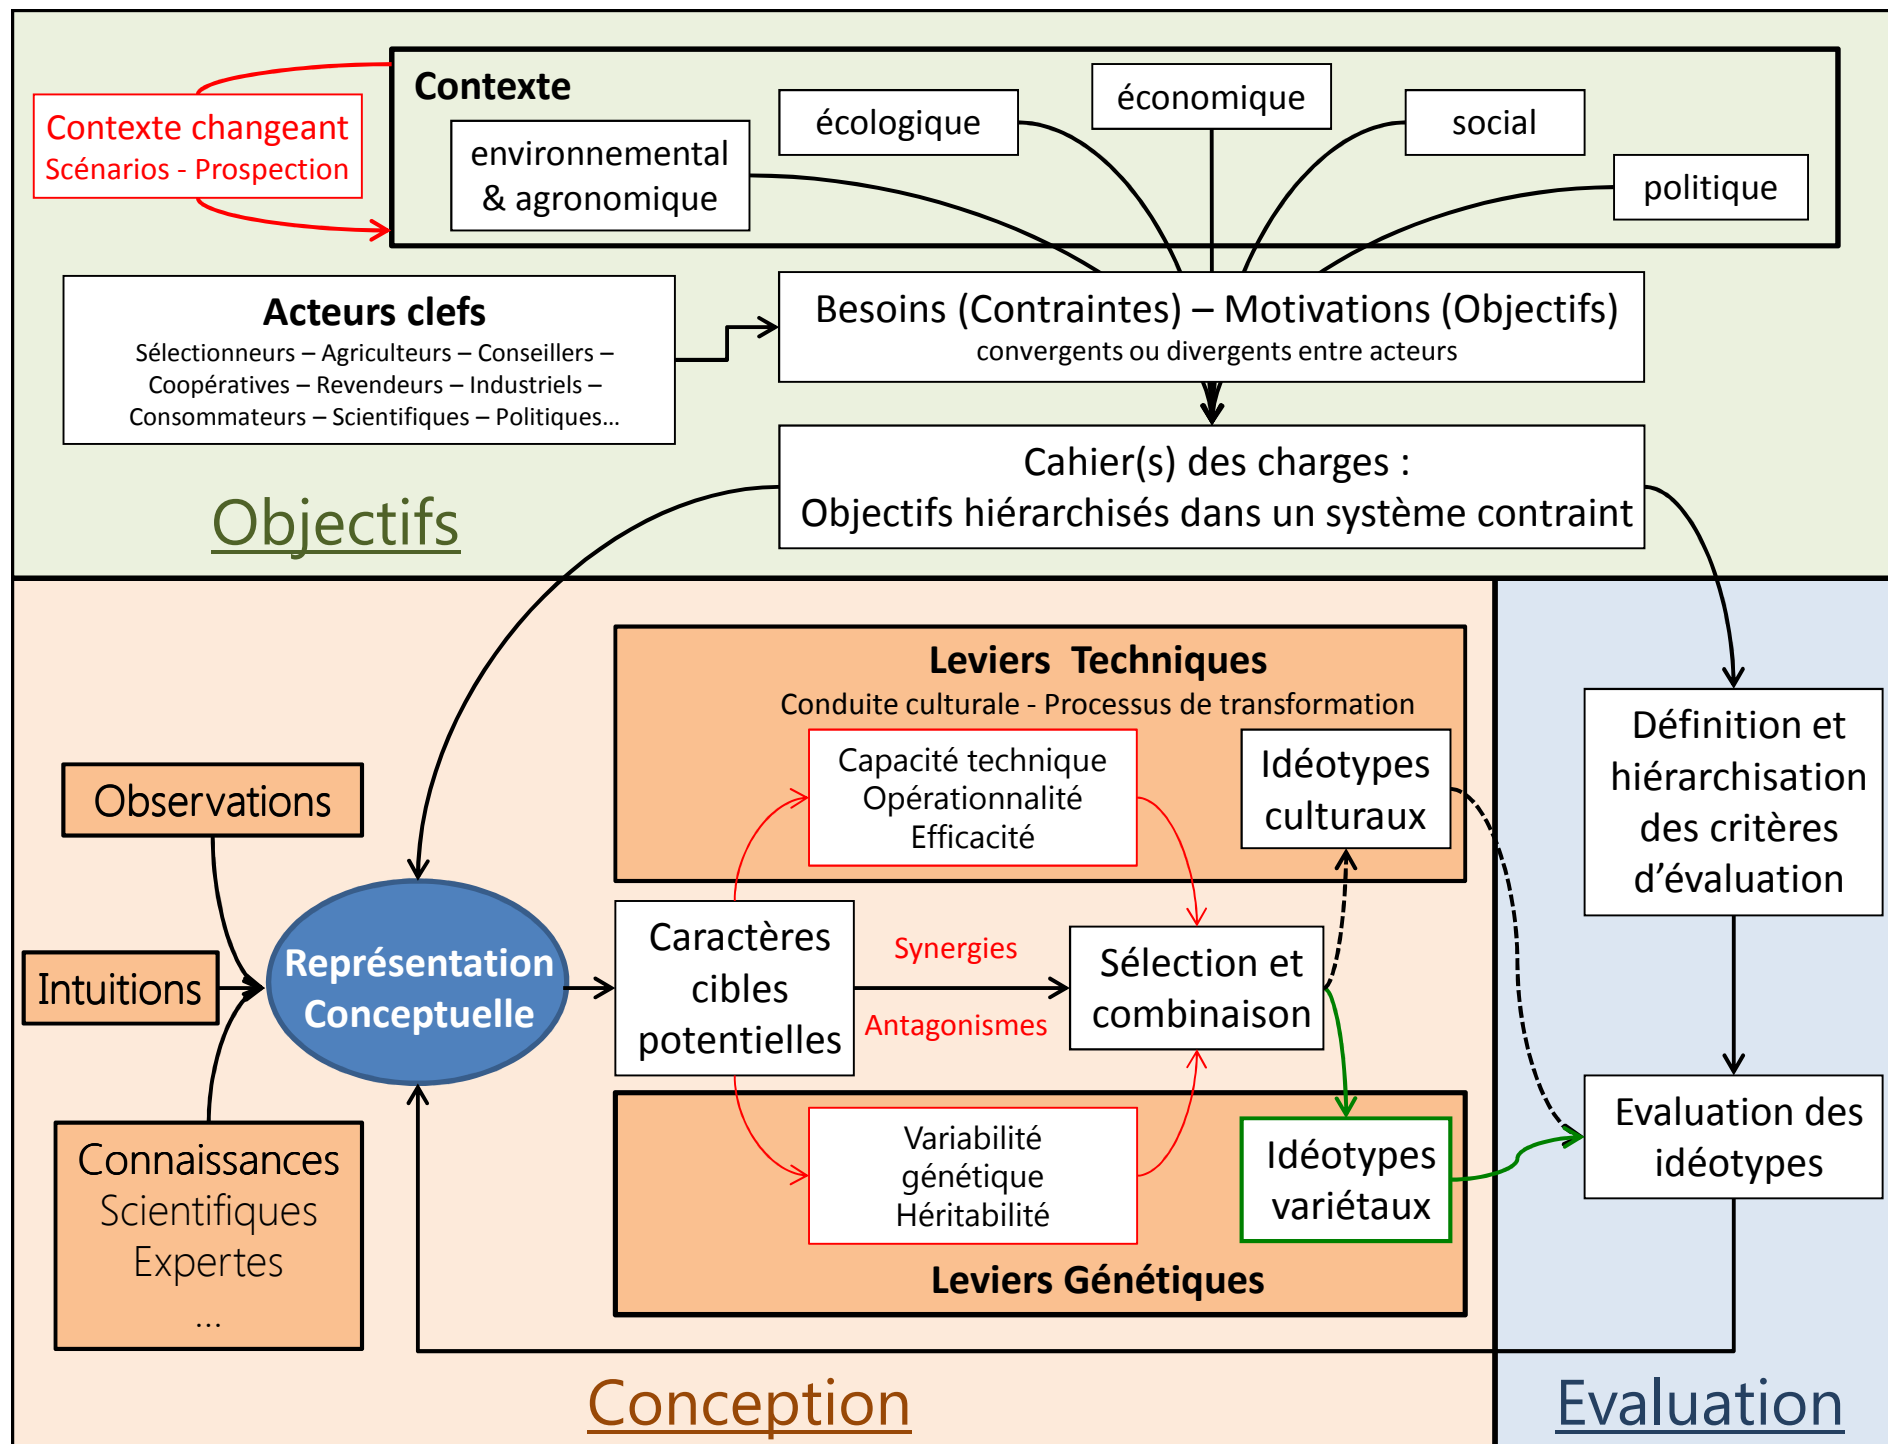 Contexte
Contexte changeant
Scénarios - Prospection
environnemental
& agronomique
écologique
économique
social
politique
Acteurs clefs
Sélectionneurs – Agriculteurs – Conseillers –
Coopératives – Revendeurs – Industriels –
Consommateurs – Scientifiques – Politiques...
Besoins (Contraintes) – Motivations (Objectifs)
convergents ou divergents entre acteurs
Cahier(s) des charges :
Objectifs hiérarchisés dans un système contraint
Objectifs
Leviers  Techniques
Conduite culturale - Processus de transformation
Capacité technique
Opérationnalité
Efficacité
Idéotypes
culturaux
Observations
Intuitions
Connaissances
Scientifiques
Expertes
...
Représentation
Conceptuelle
Caractères
cibles
potentielles
Synergies
Antagonismes
Sélection et
combinaison
Variabilité
génétique
Héritabilité
Idéotypes
variétaux
Leviers Génétiques
Conception
Définition et
hiérarchisation
des critères
d’évaluation
Evaluation des
idéotypes
Evaluation